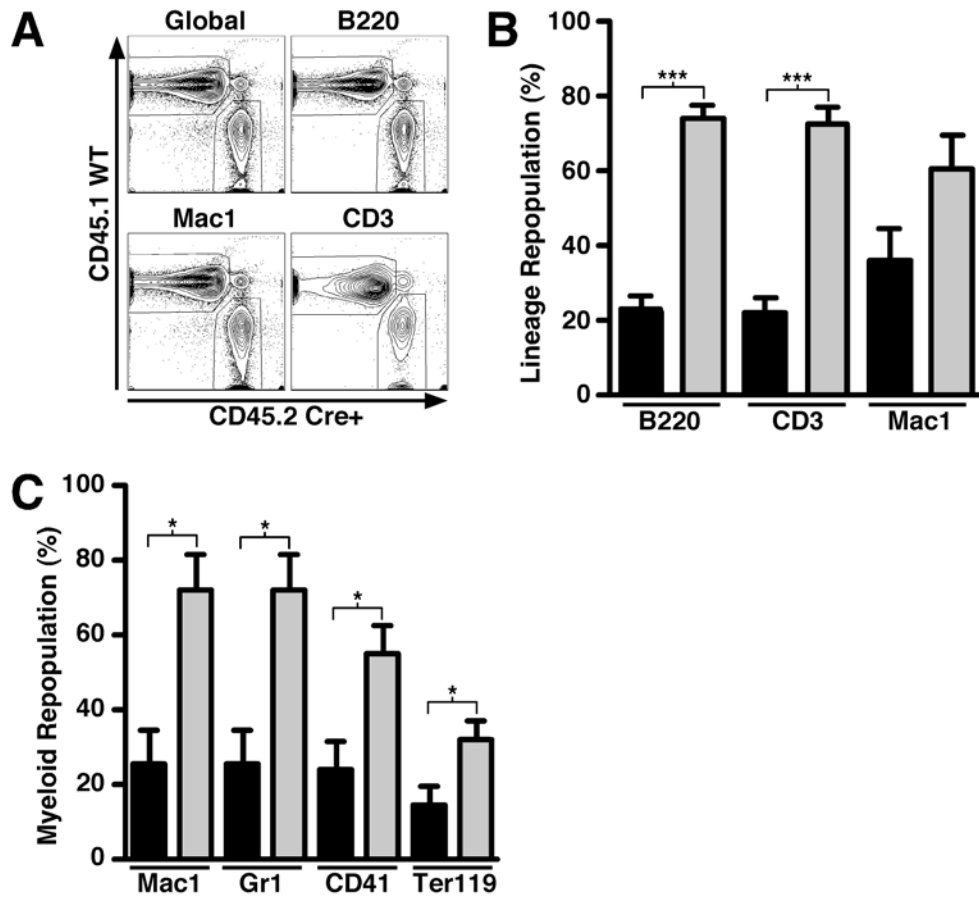 A
Global B220
Mac1 CD3
CD45.1 WT
CD45.2 Cre+
B
Lineage Repopulation (%)
100
80
60
40
20
0
*** ***
B220 CD3 Mac1
C
Myeloid Repopulation (%)
100
80
60
40
20
0
* * * *
Mac1 Gr1 CD41 Ter119